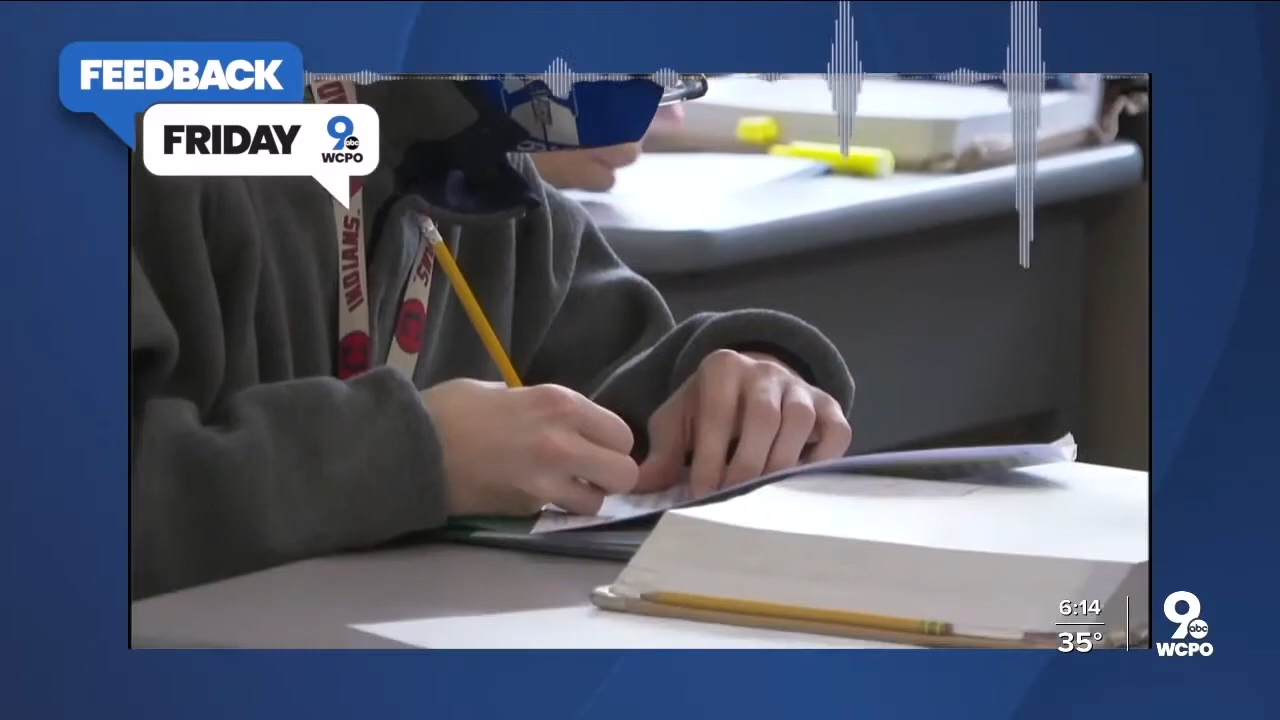 FEEDBACK
FRIDAY
9
abc
WCPO
INDIANS
6:14
35°
9
abc
WCPO